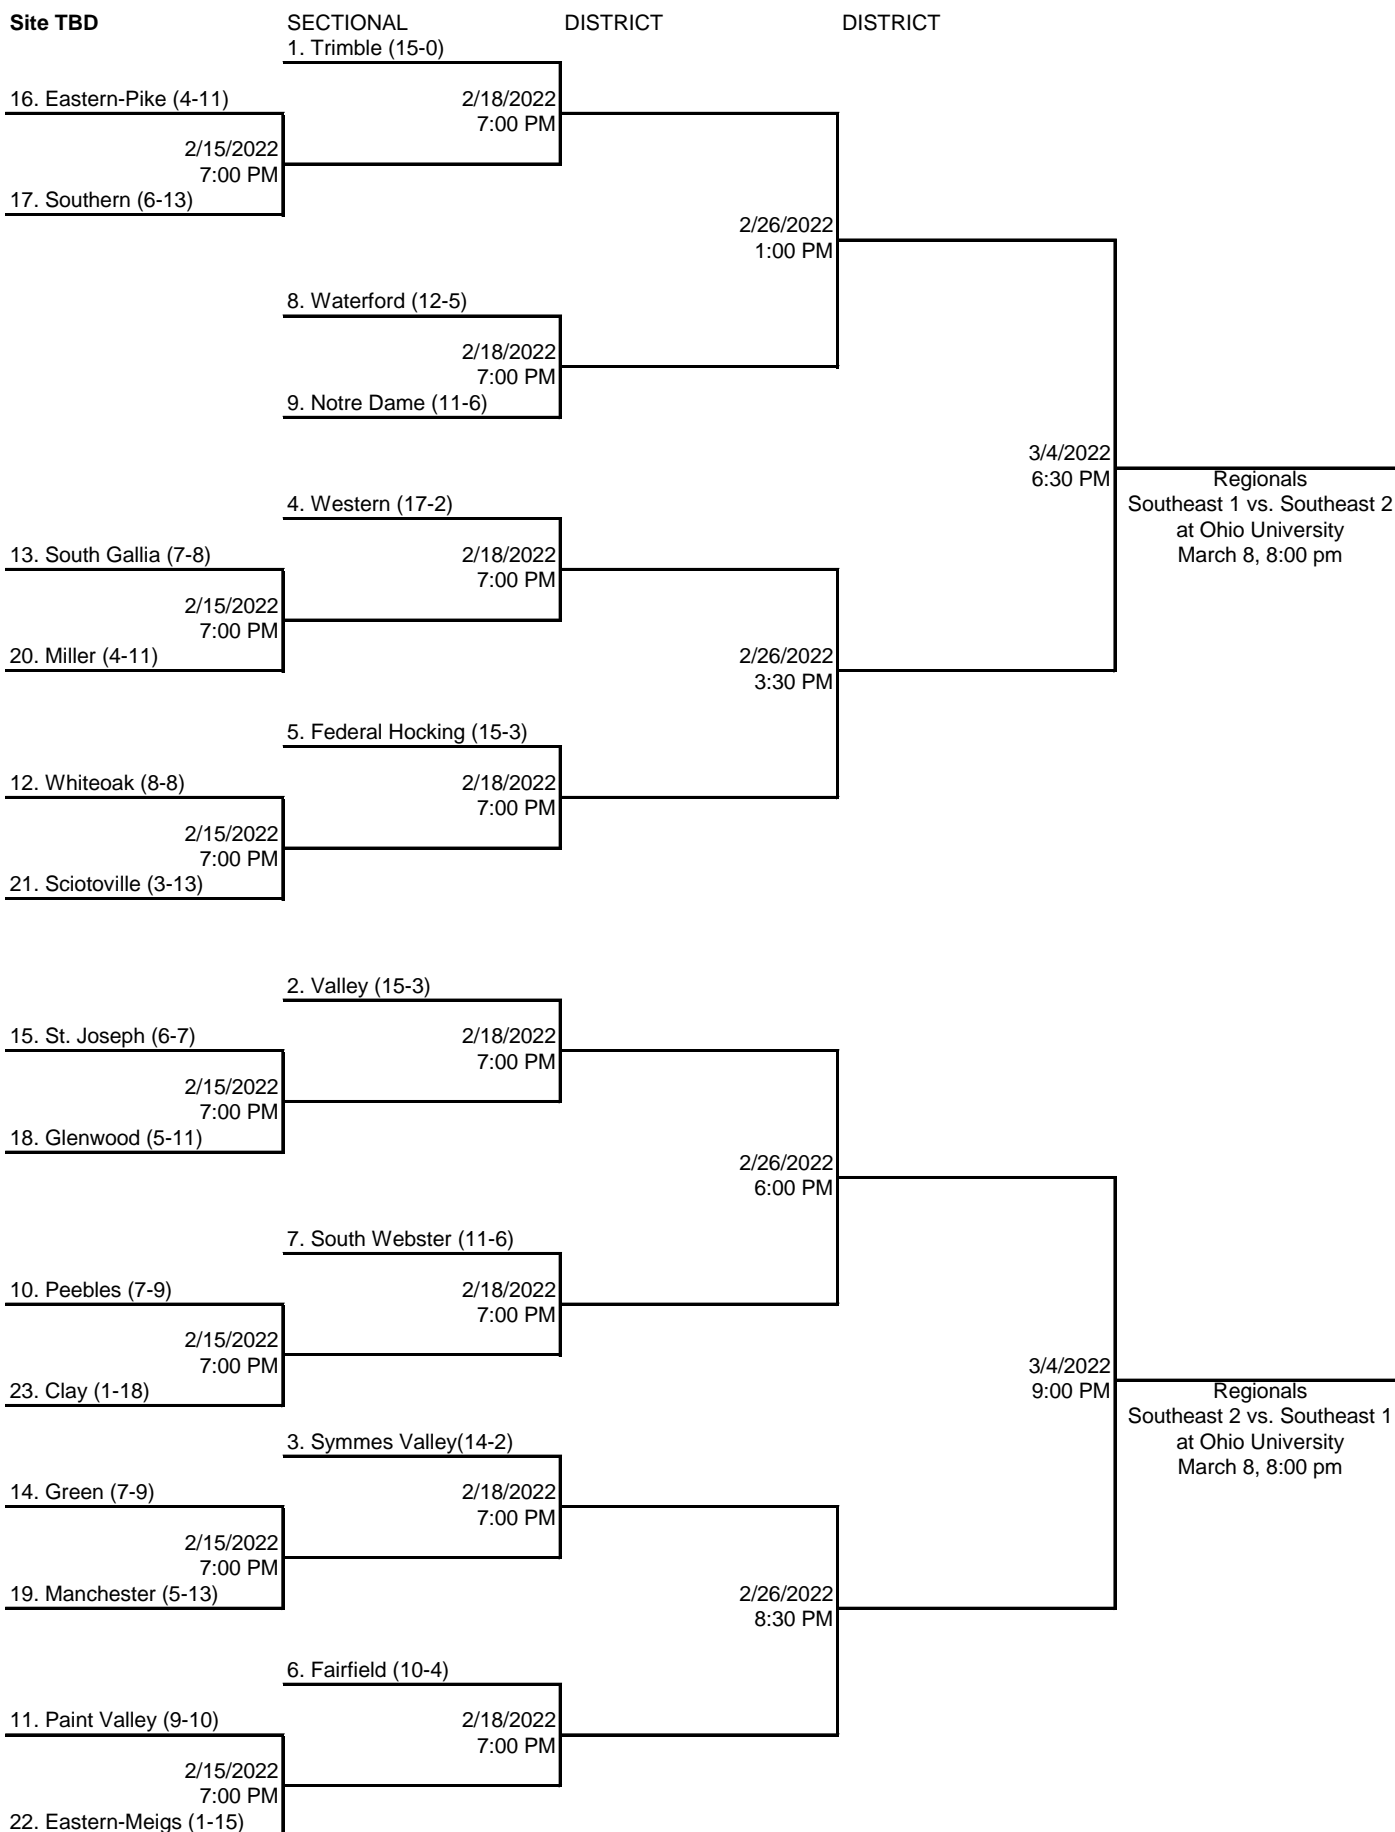 Site TBD
SECTIONAL
DISTRICT
DISTRICT
1. Trimble (15-0)
16. Eastern-Pike (4-11)
2/18/2022
7:00 PM
2/15/2022
7:00 PM
17. Southern (6-13)
2/26/2022
1:00 PM
8. Waterford (12-5)
2/18/2022
7:00 PM
9. Notre Dame (11-6)
3/4/2022
6:30 PM
Regionals
Southeast 1 vs. Southeast 2
at Ohio University
March 8, 8:00 pm
4. Western (17-2)
13. South Gallia (7-8)
2/18/2022
7:00 PM
2/15/2022
7:00 PM
20. Miller (4-11)
2/26/2022
3:30 PM
5. Federal Hocking (15-3)
12. Whiteoak (8-8)
2/18/2022
7:00 PM
2/15/2022
7:00 PM
21. Sciotoville (3-13)
2. Valley (15-3)
15. St. Joseph (6-7)
2/18/2022
7:00 PM
2/15/2022
7:00 PM
18. Glenwood (5-11)
2/26/2022
6:00 PM
7. South Webster (11-6)
10. Peebles (7-9)
2/18/2022
7:00 PM
2/15/2022
7:00 PM
23. Clay (1-18)
3/4/2022
9:00 PM
Regionals
Southeast 2 vs. Southeast 1
at Ohio University
March 8, 8:00 pm
3. Symmes Valley(14-2)
14. Green (7-9)
2/18/2022
7:00 PM
2/15/2022
7:00 PM
19. Manchester (5-13)
2/26/2022
8:30 PM
6. Fairfield (10-4)
11. Paint Valley (9-10)
2/18/2022
7:00 PM
2/15/2022
7:00 PM
22. Eastern-Meigs (1-15)